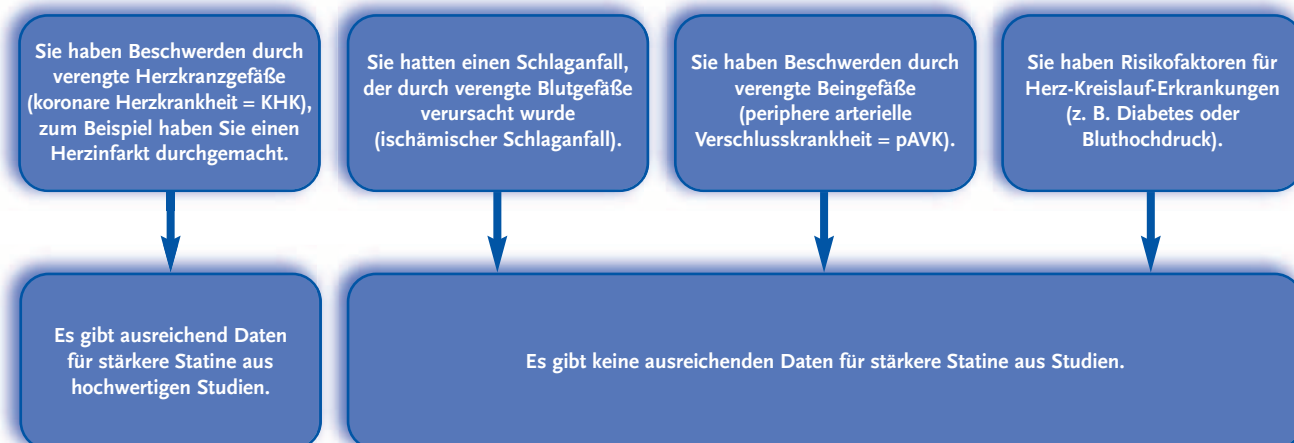 Sie haben Beschwerden durch
verengte Herzkranzgefäße
(koronare Herzkrankheit = KHK),
zum Beispiel haben Sie einen
Herzinfarkt durchgemacht.
Sie hatten einen Schlaganfall,
der durch verengte Blutgefäße
verursacht wurde
(ischämischer Schlaganfall).
Sie haben Beschwerden durch
verengte Beingefäße
(periphere arterielle
Verschlusskrankheit = pAVK).
Sie haben Risikofaktoren für
Herz-Kreislauf-Erkrankungen
(z. B. Diabetes oder
Bluthochdruck).
Es gibt ausreichend Daten
für stärkere Statine aus
hochwertigen Studien.
Es gibt keine ausreichenden Daten für stärkere Statine aus Studien.